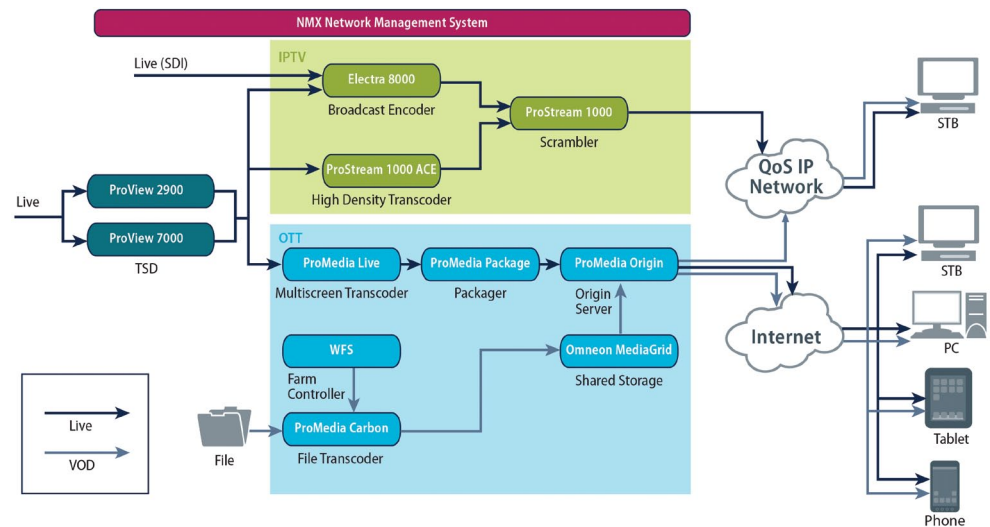 NMX Network Management System
IPTV
Live (SDI)
Electra 8000
Broadcast Encoder
ProStream 1000
Scrambler
STB
ProStream 1000 ACE
High Density Transcoder
QoS IP
Network
Live
ProView 2900
ProView 7000
TSD
OTT
ProMedia Live
Multiscreen Transcoder
ProMedia Package
Packager
ProMedia Origin
Origin
Server
STB
Internet
PC
WFS
Farm
Controller
Omneon MediaGrid
Shared Storage
Live
VOD
File
ProMedia Carbon
File Transcoder
Tablet
Phone